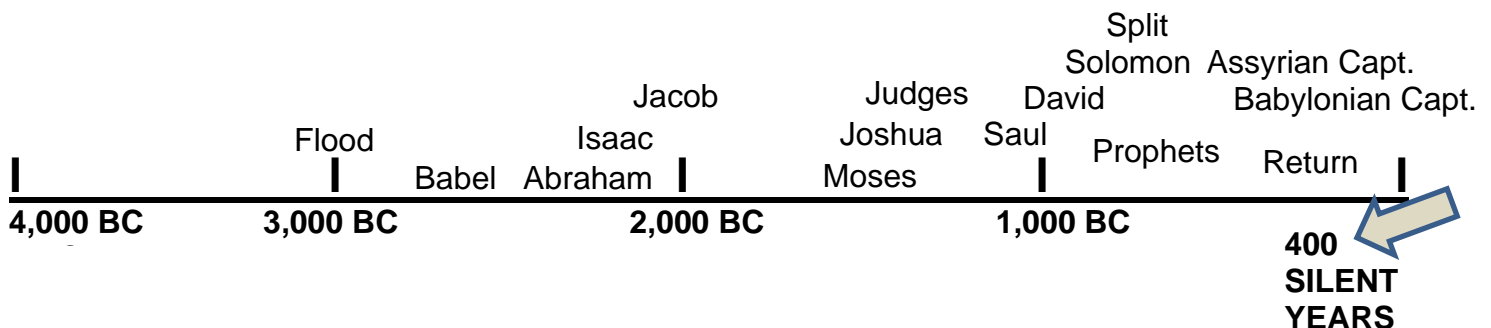 Split
Solomon Assyrian Capt.
Jacob Judges David Babylonian Capt.
Flood Isaac Joshua Saul Prophets Return
Babel Abraham Moses
4,000 BC 3,000 BC 2,000 BC 1,000 BC
400
SILENT
YEARS